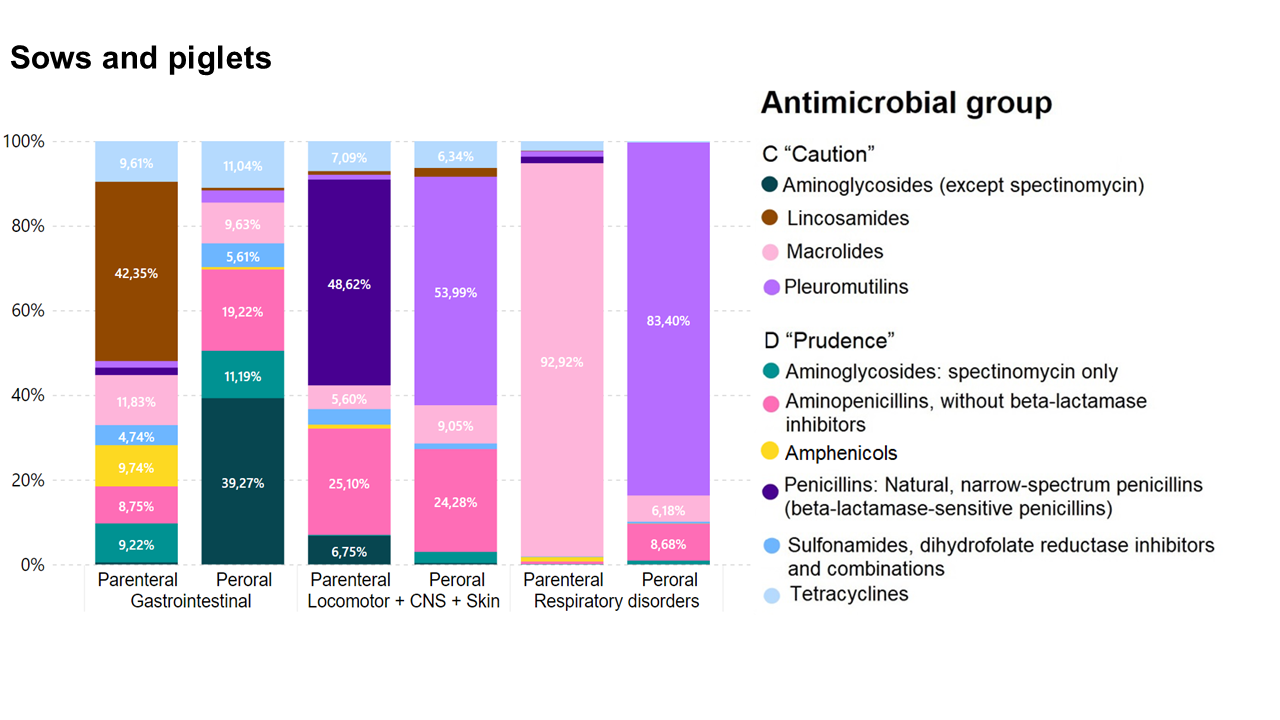 Sows and piglets
Antimicrobial group
C “Caution”
Aminoglycosides (except spectinomycin)
Lincosamides
Macrolides
Pleuromutilins
D “Prudence”
Aminoglycosides: spectinomycin only
Aminopenicillins, without beta-lactamase
inhibitors
Amphenicols
Penicillins: Natural, narrow-spectrum penicillins
(beta-lactamase-sensitive penicillins)
Sulfonamides, dihydrofolate reductase inhibitors
and combinations
Tetracyclines
100%
80%
60%
40%
20%
0%
9,61%
42,35%
11,83%
4,74%
9,74%
8,75%
9,22%
11,04%
9,63%
5,61%
19,22%
11,19%
39,27%
7,09%
48,62%
5,60%
25,10%
6,75%
6,34%
53,99%
9,05%
24,28%
92,92%
83,40%
6,18%
8,68%
Parenteral Peroral Parenteral Peroral Parenteral Peroral
Gastrointestinal Locomotor + CNS + Skin Respiratory disorders